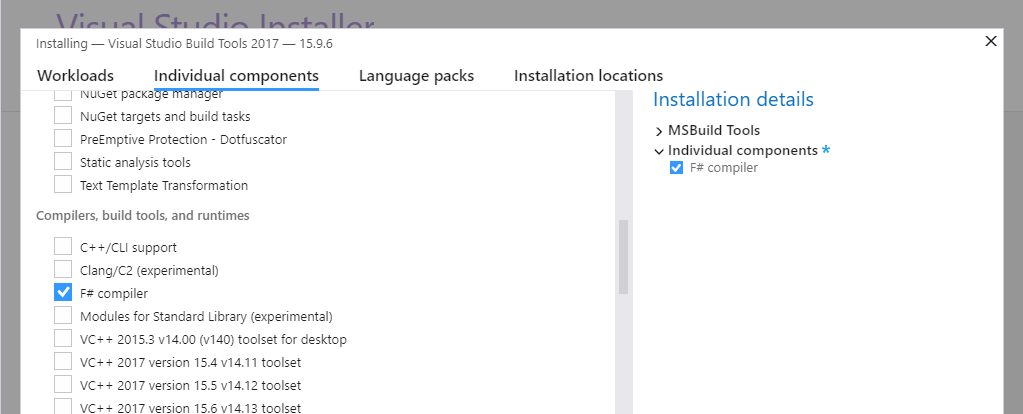 Visual Studio Installer
Installing — Visual Studio Build Tools 2017 — 15.9.6
Workloads Individual components Language packs Installation locations
NuGet package manager
NuGet targets and build tasks
PreEmptive Protection - Dotfuscator
Static analysis tools
Text Template Transformation
Compilers, build tools, and runtimes
C++/CLI support
Clang/C2 (experimental)
F# compiler
Modules for Standard Library (experimental)
VC++ 2015.3 v14.00 (v140) toolset for desktop
VC++ 2017 version 15.4 v14.11 toolset
VC++ 2017 version 15.5 v14.12 toolset
VC++ 2017 version 15.6 v14.13 toolset
Installation details
MSBuild Tools
Individual components *
F# compiler